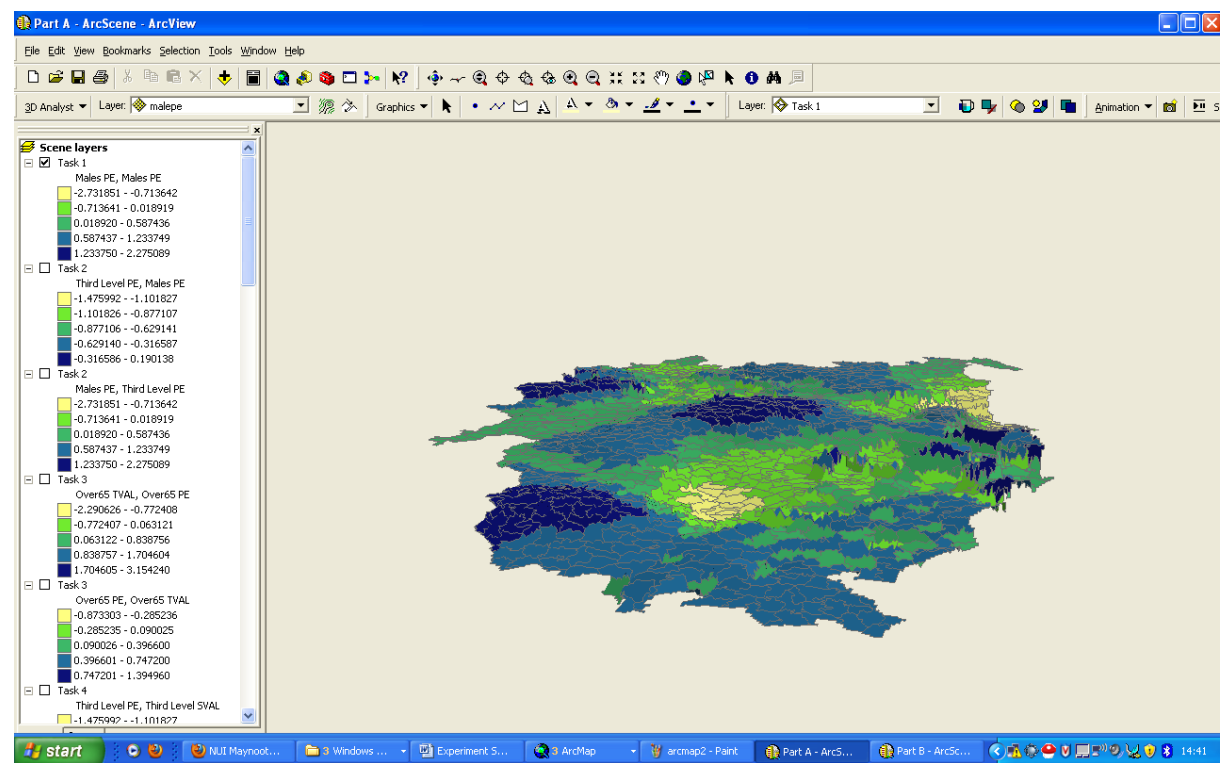 Part A - ArcScene - ArcView
File Edit View Bookmarks Selection Tools Window Help
3D Analyst Layer: malepe Graphics A A Layer: Task 1 Animation S
Scene layers
Task 1
Males PE, Males PE
-2.731851 - -0.713642
-0.713641 - 0.018919
0.018920 - 0.587436
0.587437 - 1.233749
1.233750 - 2.275089
Task 2
Third Level PE, Males PE
-1.475992 - -1.101827
-1.101826 - -0.877107
-0.877106 - -0.629141
-0.629140 - -0.316587
-0.316586 - 0.190138
Task 2
Males PE, Third Level PE
-2.731851 - -0.713642
-0.713641 - 0.018919
0.018920 - 0.587436
0.587437 - 1.233749
1.233750 - 2.275089
Task 3
Over65 TVAL, Over65 PE
-2.290626 - -0.772408
-0.772407 - 0.063121
0.063122 - 0.838756
0.838757 - 1.704604
1.704605 - 3.154240
Task 3
Over65 PE, Over65 TVAL
-0.873303 - -0.285236
-0.285235 - 0.090025
0.090026 - 0.396600
0.396601 - 0.747200
0.747201 - 1.394960
Task 4
Third Level PE, Third Level SVAL
-1.475992 - -1.101827
start NUI Maynoot... 3 Windows ... Experiment S... 3 ArcMap arcmap2 - Paint Part A - ArcS... Part B - ArcSc... 14:41